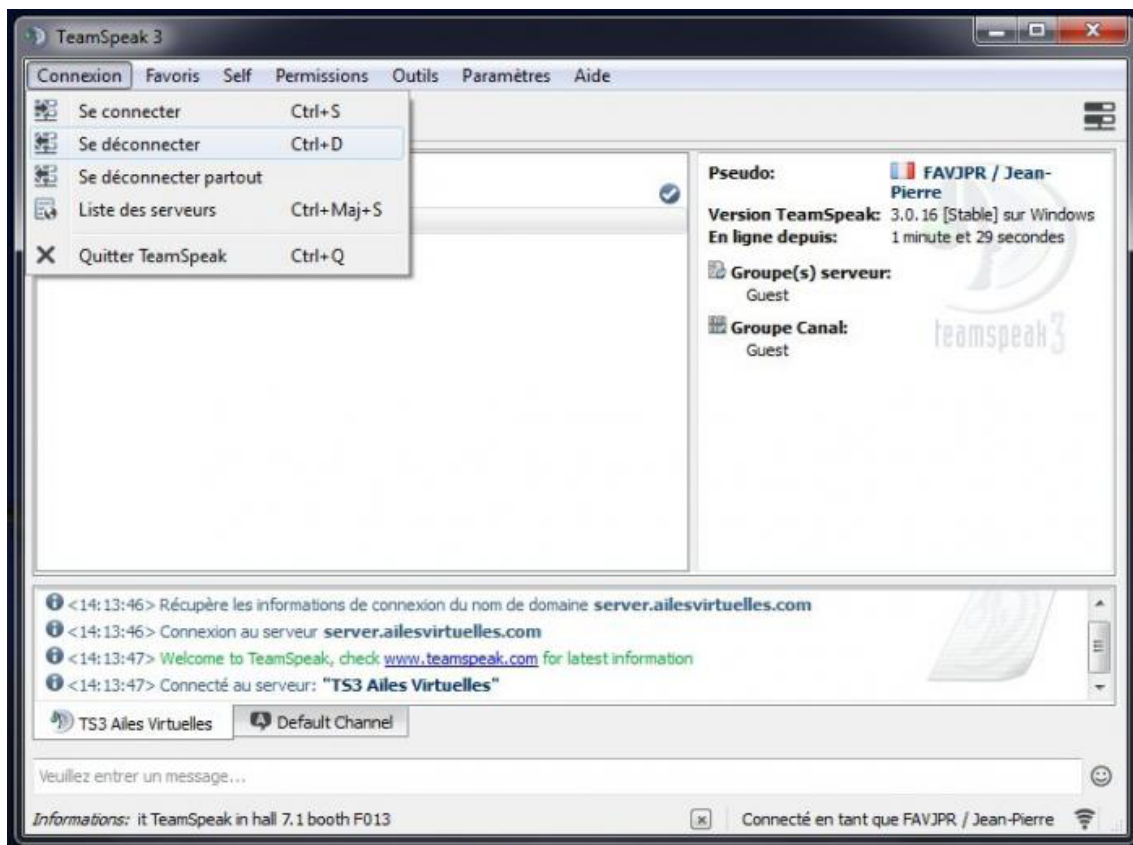 TeamSpeak 3
Connexion Favoris Self Permissions Outils Paramètres Aide
Se connecter Ctrl+S
Se déconnecter Ctrl+D
Se déconnecter partout
Liste des serveurs Ctrl+Maj+S
Quitter TeamSpeak Ctrl+Q
Pseudo: FAVJPR / Jean-
Pierre
Version TeamSpeak: 3.0.16 [Stable] sur Windows
En ligne depuis: 1 minute et 29 secondes
Groupe(s) serveur:
Guest
Groupe Canal:
Guest
teamspeak 3
<14:13:46> Récupère les informations de connexion du nom de domaine server.ailesvirtuelles.com
<14:13:46> Connexion au serveur server.ailesvirtuelles.com
<14:13:47> Welcome to TeamSpeak, check www.teamspeak.com for latest information
<14:13:47> Connecté au serveur: "TS3 Ailes Virtuelles"
TS3 Ailes Virtuelles Default Channel
Veuillez entrer un message...
Informations: it TeamSpeak in hall 7.1 booth F013 Connecté en tant que FAVJPR / Jean-Pierre